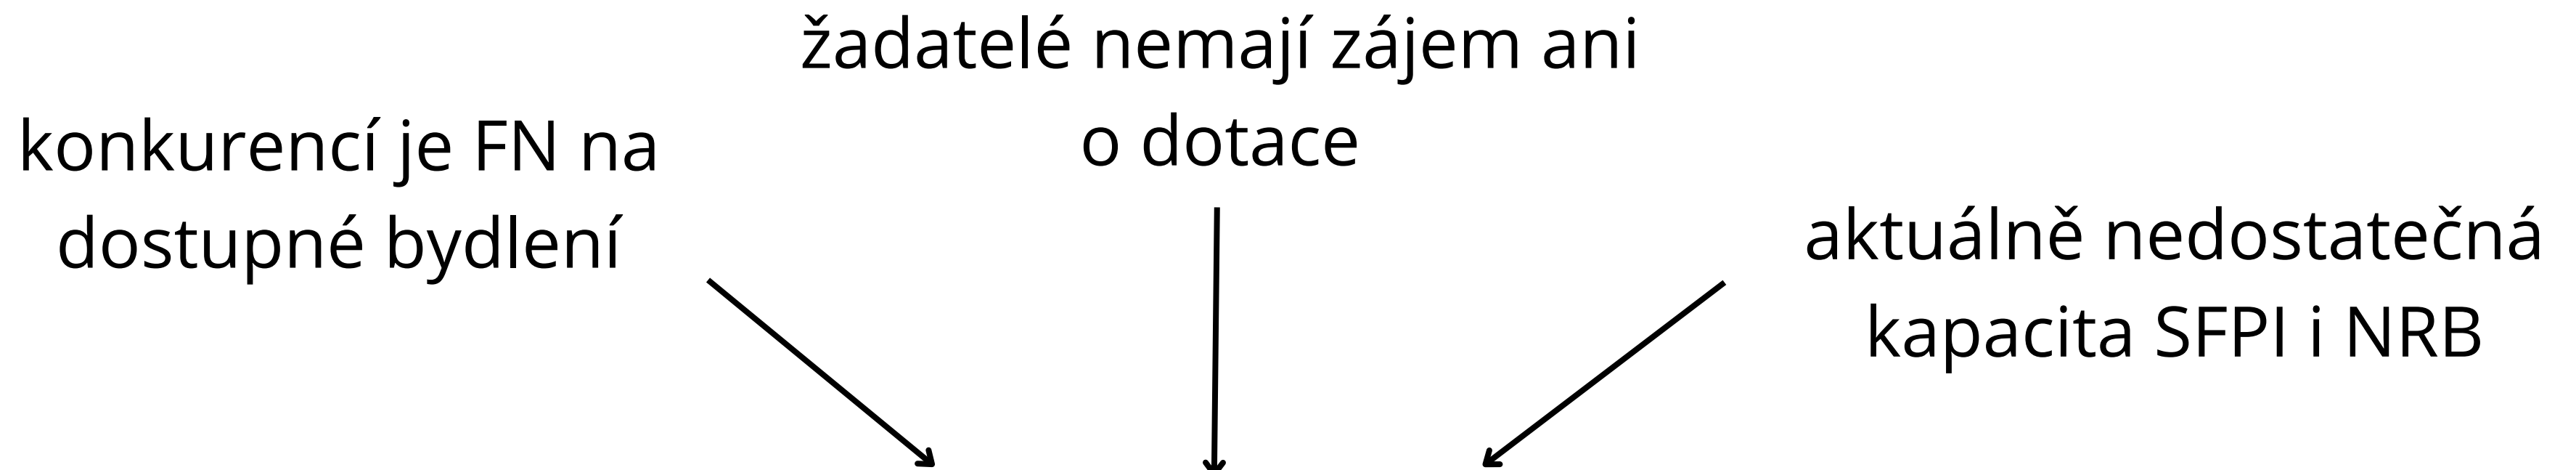 konkurencí je FN na
dostupné bydlení
žadatelé nemají zájem ani
o dotace
aktuálně nedostatečná
kapacita SFPI i NRB